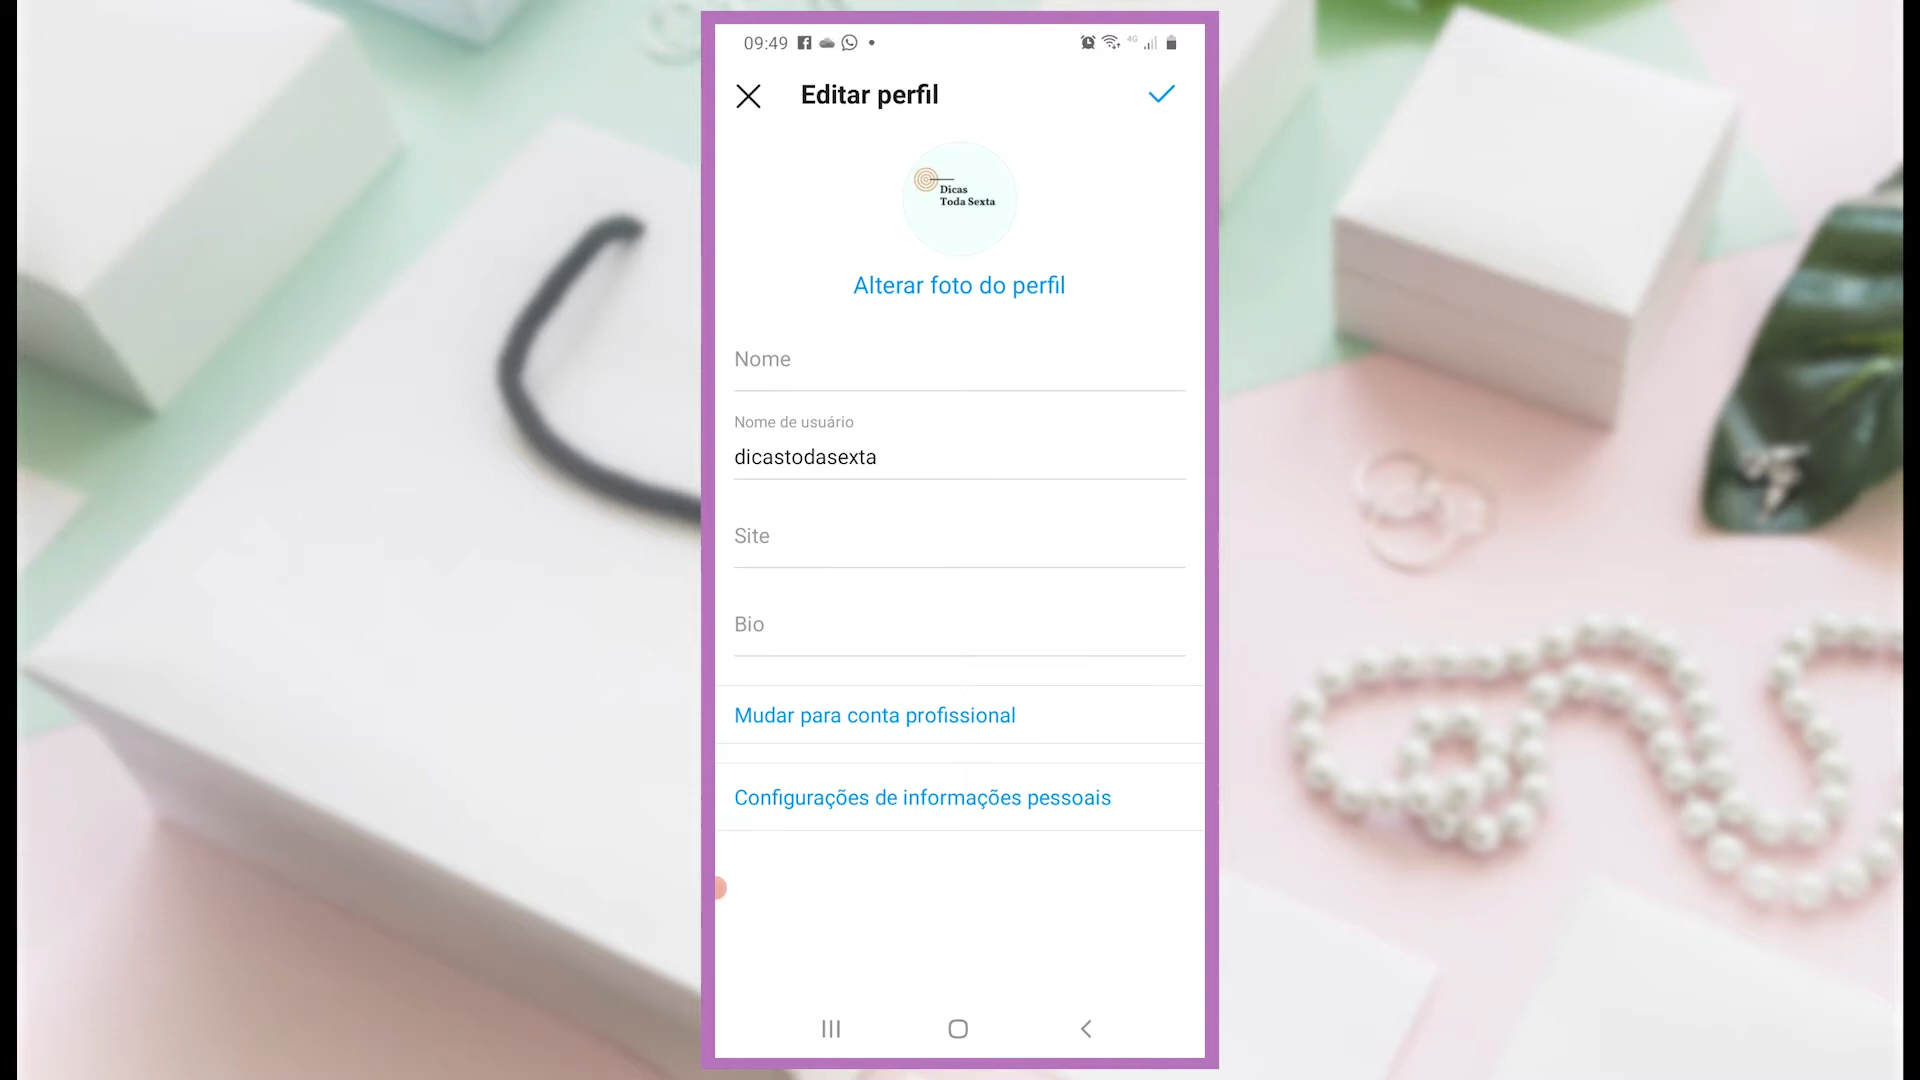 09:49
4G
Editar perfil
Dicas
Toda Sexta
Alterar foto do perfil
Nome
Nome de usuário
dicastodasexta
Site
Bio
Mudar para conta profissional
Configurações de informações pessoais